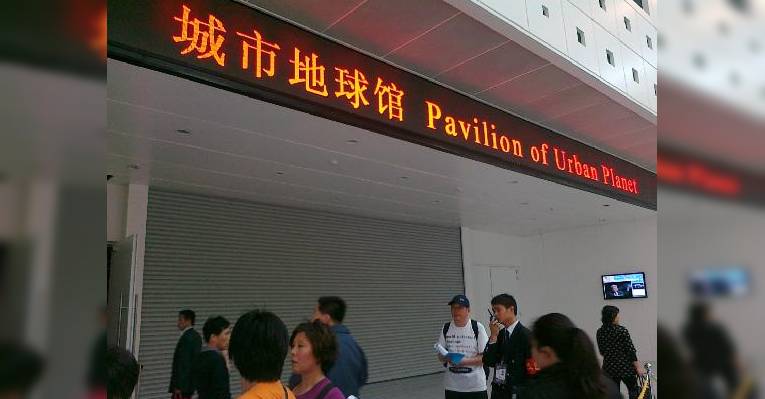 城市地球馆 Pavilion of Urban Planet